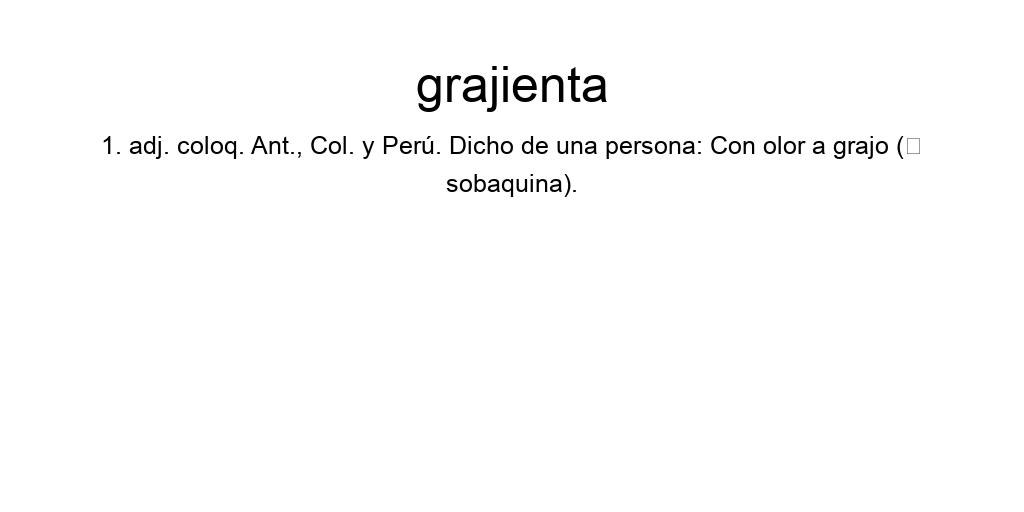 grajienta
1. adj. coloq. Ant., Col. y Perú. Dicho de una persona: Con olor a grajo (□
sobaquina).